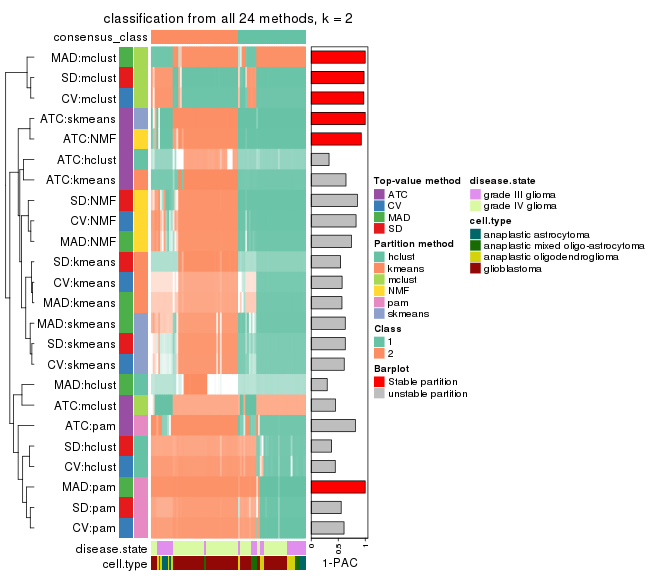 classification from all 24 methods, k = 2
consensus_class
MAD:mclust
SD:mclust
CV:mclust
ATC:skmeans
ATC:NMF
ATC:hclust
ATC:kmeans
SD:NMF
CV:NMF
MAD:NMF
SD:kmeans
CV:kmeans
MAD:kmeans
MAD:skmeans
SD:skmeans
CV:skmeans
MAD:hclust
ATC:mclust
ATC:pam
SD:hclust
CV:hclust
MAD:pam
SD:pam
CV:pam
disease.state
cell.type
0
0.5
1
1-PAC
Top-value method
ATC
CV
MAD
SD
Partition method
hclust
kmeans
mclust
NMF
pam
skmeans
Class
1
2
Barplot
Stable partition
unstable partition
disease.state
grade III glioma
grade IV glioma
cell.type
anaplastic astrocytoma
anaplastic mixed oligo-astrocytoma
anaplastic oligodendroglioma
glioblastoma